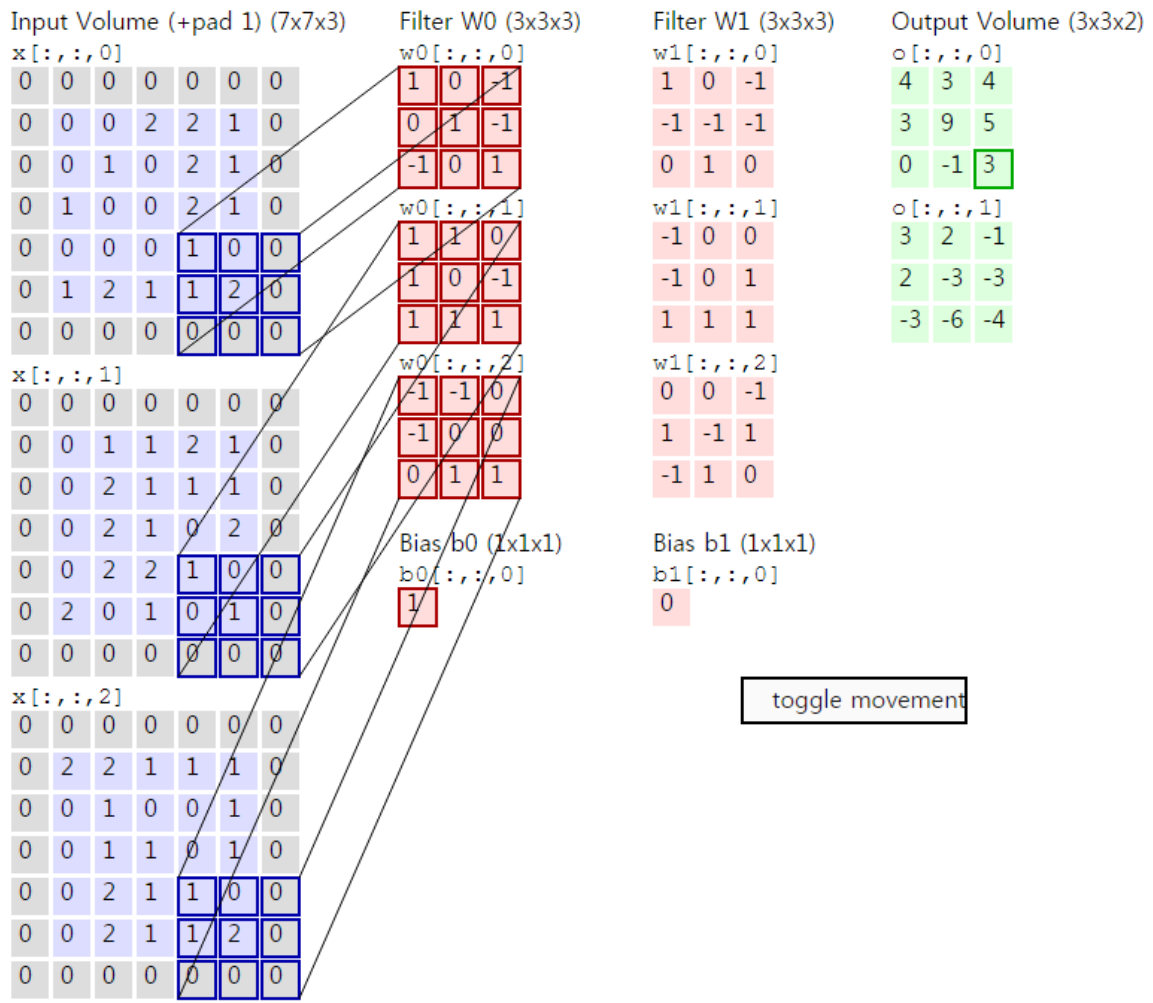 Input Volume (+pad 1) (7x7x3)
x[:,:,0]
0 0 0 0 0 0 0
0 0 0 2 2 1 0
0 0 1 0 2 1 0
0 1 0 0 2 1 0
0 0 0 0 1 0 0
0 1 2 1 1 2 0
0 0 0 0 0 0 0
x[:,:,1]
0 0 0 0 0 0 0
0 0 1 1 2 1 0
0 0 2 1 1 1 0
0 0 2 1 0 2 0
0 0 2 2 1 0 0
0 2 0 1 0 1 0
0 0 0 0 0 0 0
x[:,:,2]
0 0 0 0 0 0 0
0 2 2 1 1 1 0
0 0 1 0 0 1 0
0 0 1 1 0 1 0
0 0 2 1 1 0 0
0 0 2 1 1 2 0
0 0 0 0 0 0 0
Filter W0 (3x3x3)
w0[:,:,0]
1 0 -1
0 1 -1
-1 0 1
w0[:,:,1]
1 1 0
1 0 -1
1 1 1
w0[:,:,2]
-1 -1 0
-1 0 0
0 1 1
Bias b0 (1x1x1)
b0[:,:,0]
1
Filter W1 (3x3x3)
w1[:,:,0]
1 0 -1
-1 -1 -1
0 1 0
w1[:,:,1]
-1 0 0
-1 0 1
1 1 1
w1[:,:,2]
0 0 -1
1 -1 1
-1 1 0
Bias b1 (1x1x1)
b1[:,:,0]
0
Output Volume (3x3x2)
o[:,:,0]
4 3 4
3 9 5
0 -1 3
o[:,:,1]
3 2 -1
2 -3 -3
-3 -6 -4
toggle movement